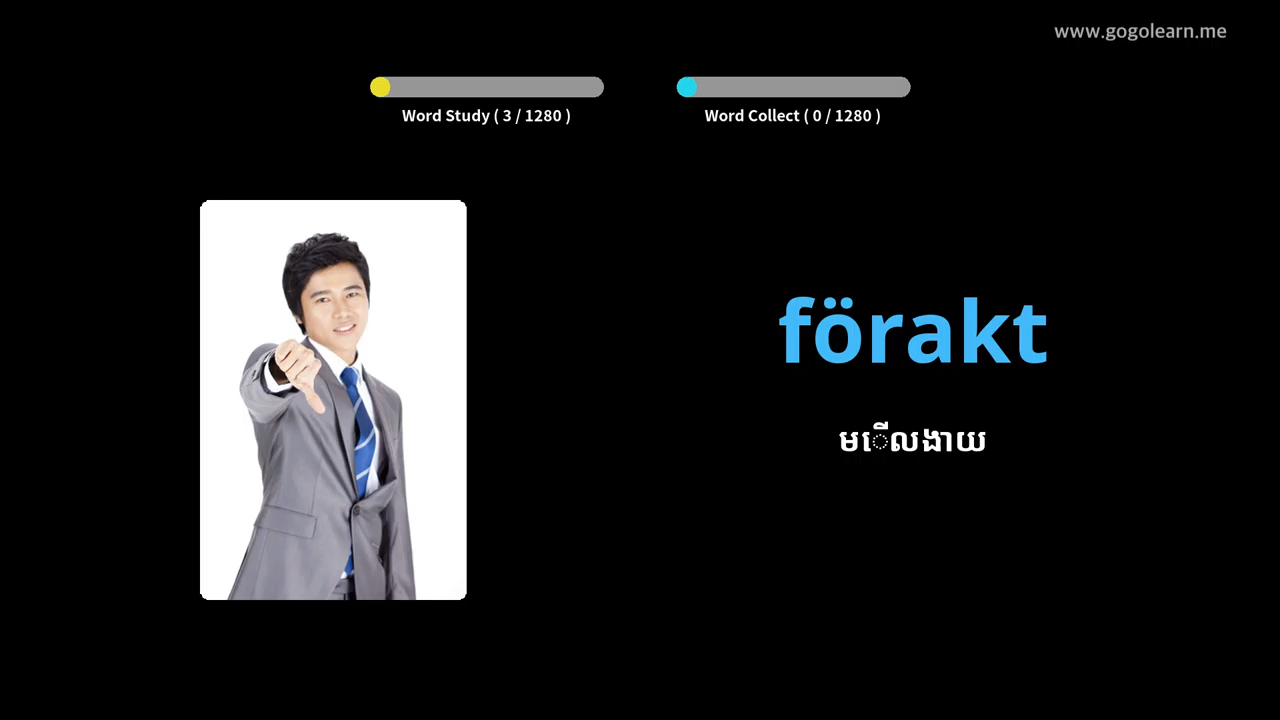 www.gogolearn.me
Word Study ( 3 / 1280 )
Word Collect ( 0 / 1280 )
förakt
មើលងាយ